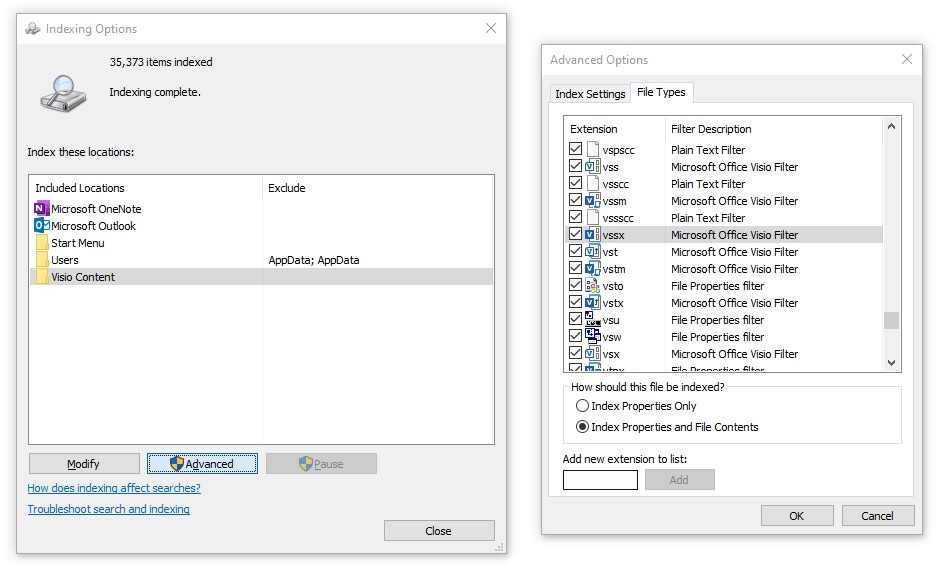 Indexing Options
35,373 items indexed
Indexing complete.
Index these locations:
Included Locations Exclude
Microsoft OneNote
Microsoft Outlook
Start Menu
Users AppData; AppData
Visio Content
Modify Advanced Pause
How does indexing affect searches?
Troubleshoot search and indexing
Close
Advanced Options
Index Settings File Types
Extension Filter Description
vspscc Plain Text Filter
vss Microsoft Office Visio Filter
vsscc Plain Text Filter
vssm Microsoft Office Visio Filter
vssscc Plain Text Filter
vssx Microsoft Office Visio Filter
vst Microsoft Office Visio Filter
vstm Microsoft Office Visio Filter
vsto File Properties filter
vstx Microsoft Office Visio Filter
vsu File Properties filter
vsw File Properties filter
vsx Microsoft Office Visio Filter
vtpx File Properties filter
How should this file be indexed?
Index Properties Only
Index Properties and File Contents
Add new extension to list:
Add
OK Cancel